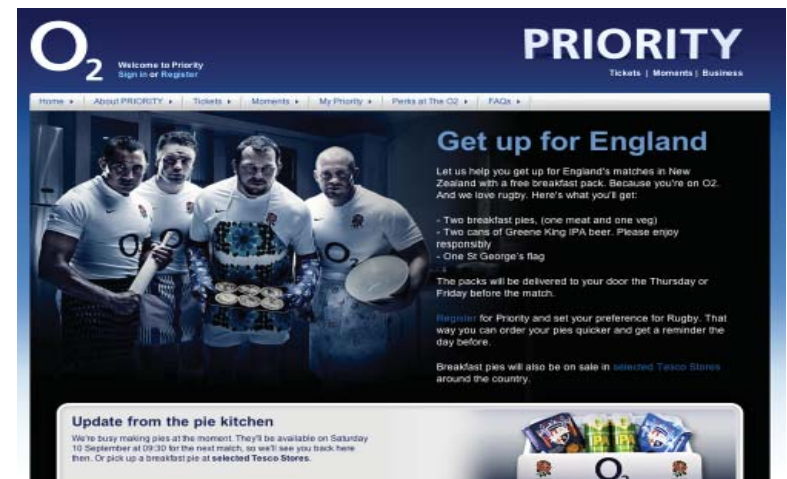 O2
Welcome to Priority
Sign in or Register
PRIORITY
Tickets | Moments | Business
Home
About PRIORITY
Tickets
Moments
My Priority
Perks at The O2
FAQs
Get up for England
Let us help you get up for England's matches in New
Zealand with a free breakfast pack. Because you're on O2.
And we love rugby. Here's what you'll get:
- Two breakfast pies, (one meat and one veg)
- Two cans of Greene King IPA beer. Please enjoy
responsibly
- One St George's flag
The packs will be delivered to your door the Thursday or
Friday before the match.
Register for Priority and set your preference for Rugby. That
way you can order your pies quicker and get a reminder the
day before.
Breakfast pies will also be on sale in selected Tesco Stores
around the country.
O2
O2
Update from the pie kitchen
We're busy making pies at the moment. They'll be available on Saturday
10 September at 09:30 for the next match, so we'll see you back here
then. Or pick up a breakfast pie at selected Tesco Stores.
IPA
IPA
O2